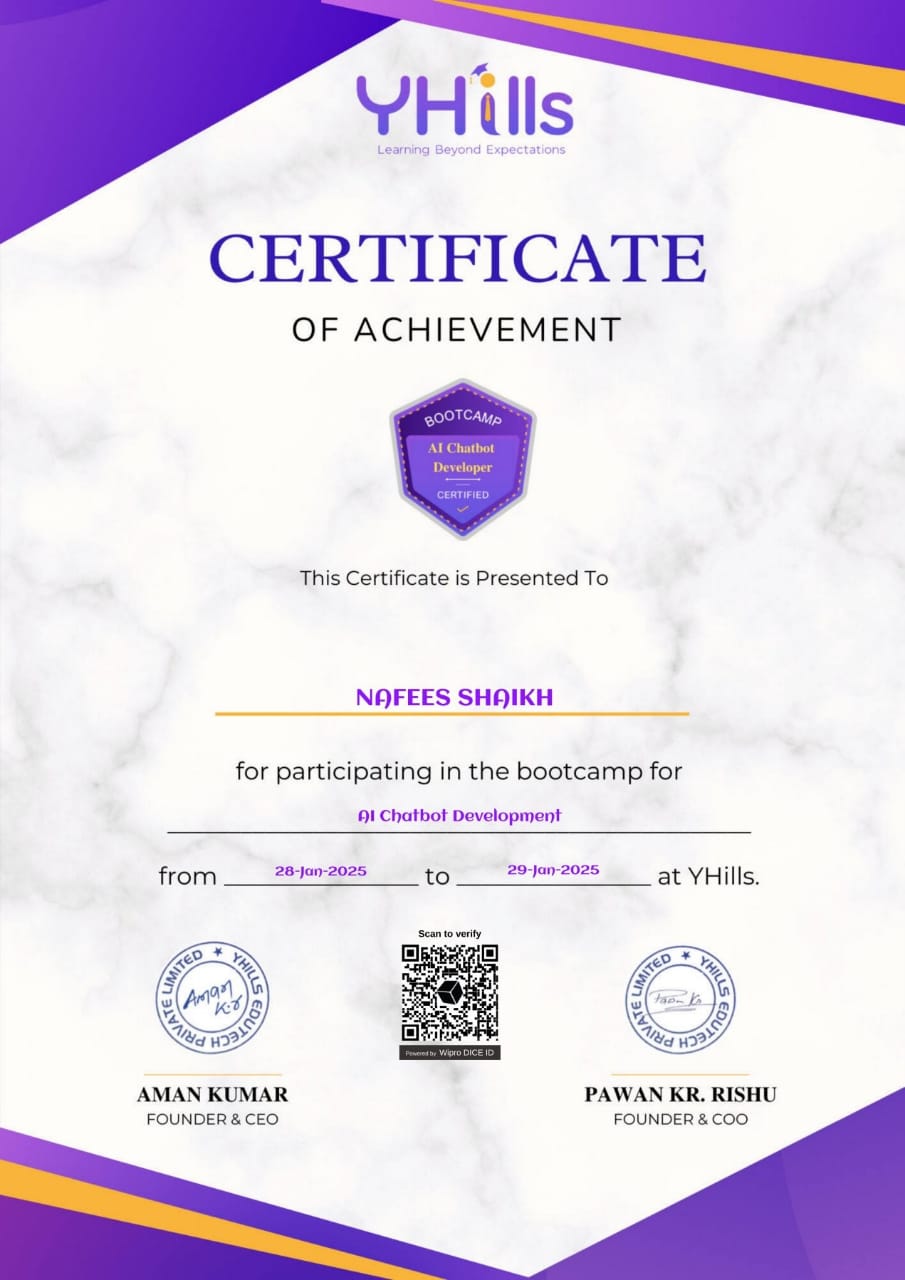 YHills
Learning Beyond Expectations
CERTIFICATE
OF ACHIEVEMENT
BOOTCAMP
AI Chatbot
Developer
CERTIFIED
This Certificate is Presented To
NAFEES SHAIKH
for participating in the bootcamp for
AI Chatbot Development
from 28-Jan-2025 to 29-Jan-2025 at YHills.
Scan to verify
YHILLS EDUTECH PRIVATE LIMITED ★
Aman Kr
YHILLS EDUTECH PRIVATE LIMITED ★
Pawan Kr
Powered by Wipro DICE ID
AMAN KUMAR
FOUNDER & CEO
PAWAN KR. RISHU
FOUNDER & COO